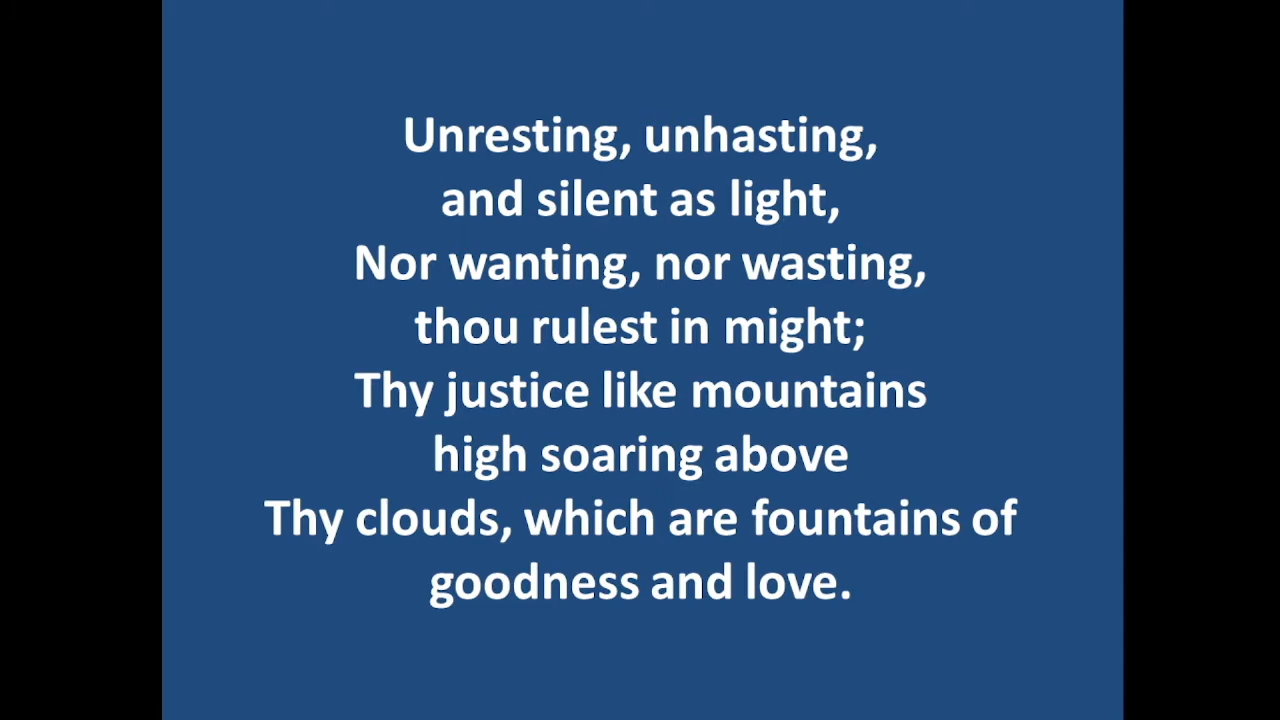 Unresting, unhasting,
and silent as light,
Nor wanting, nor wasting,
thou rulest in might;
Thy justice like mountains
high soaring above
Thy clouds, which are fountains of
goodness and love.